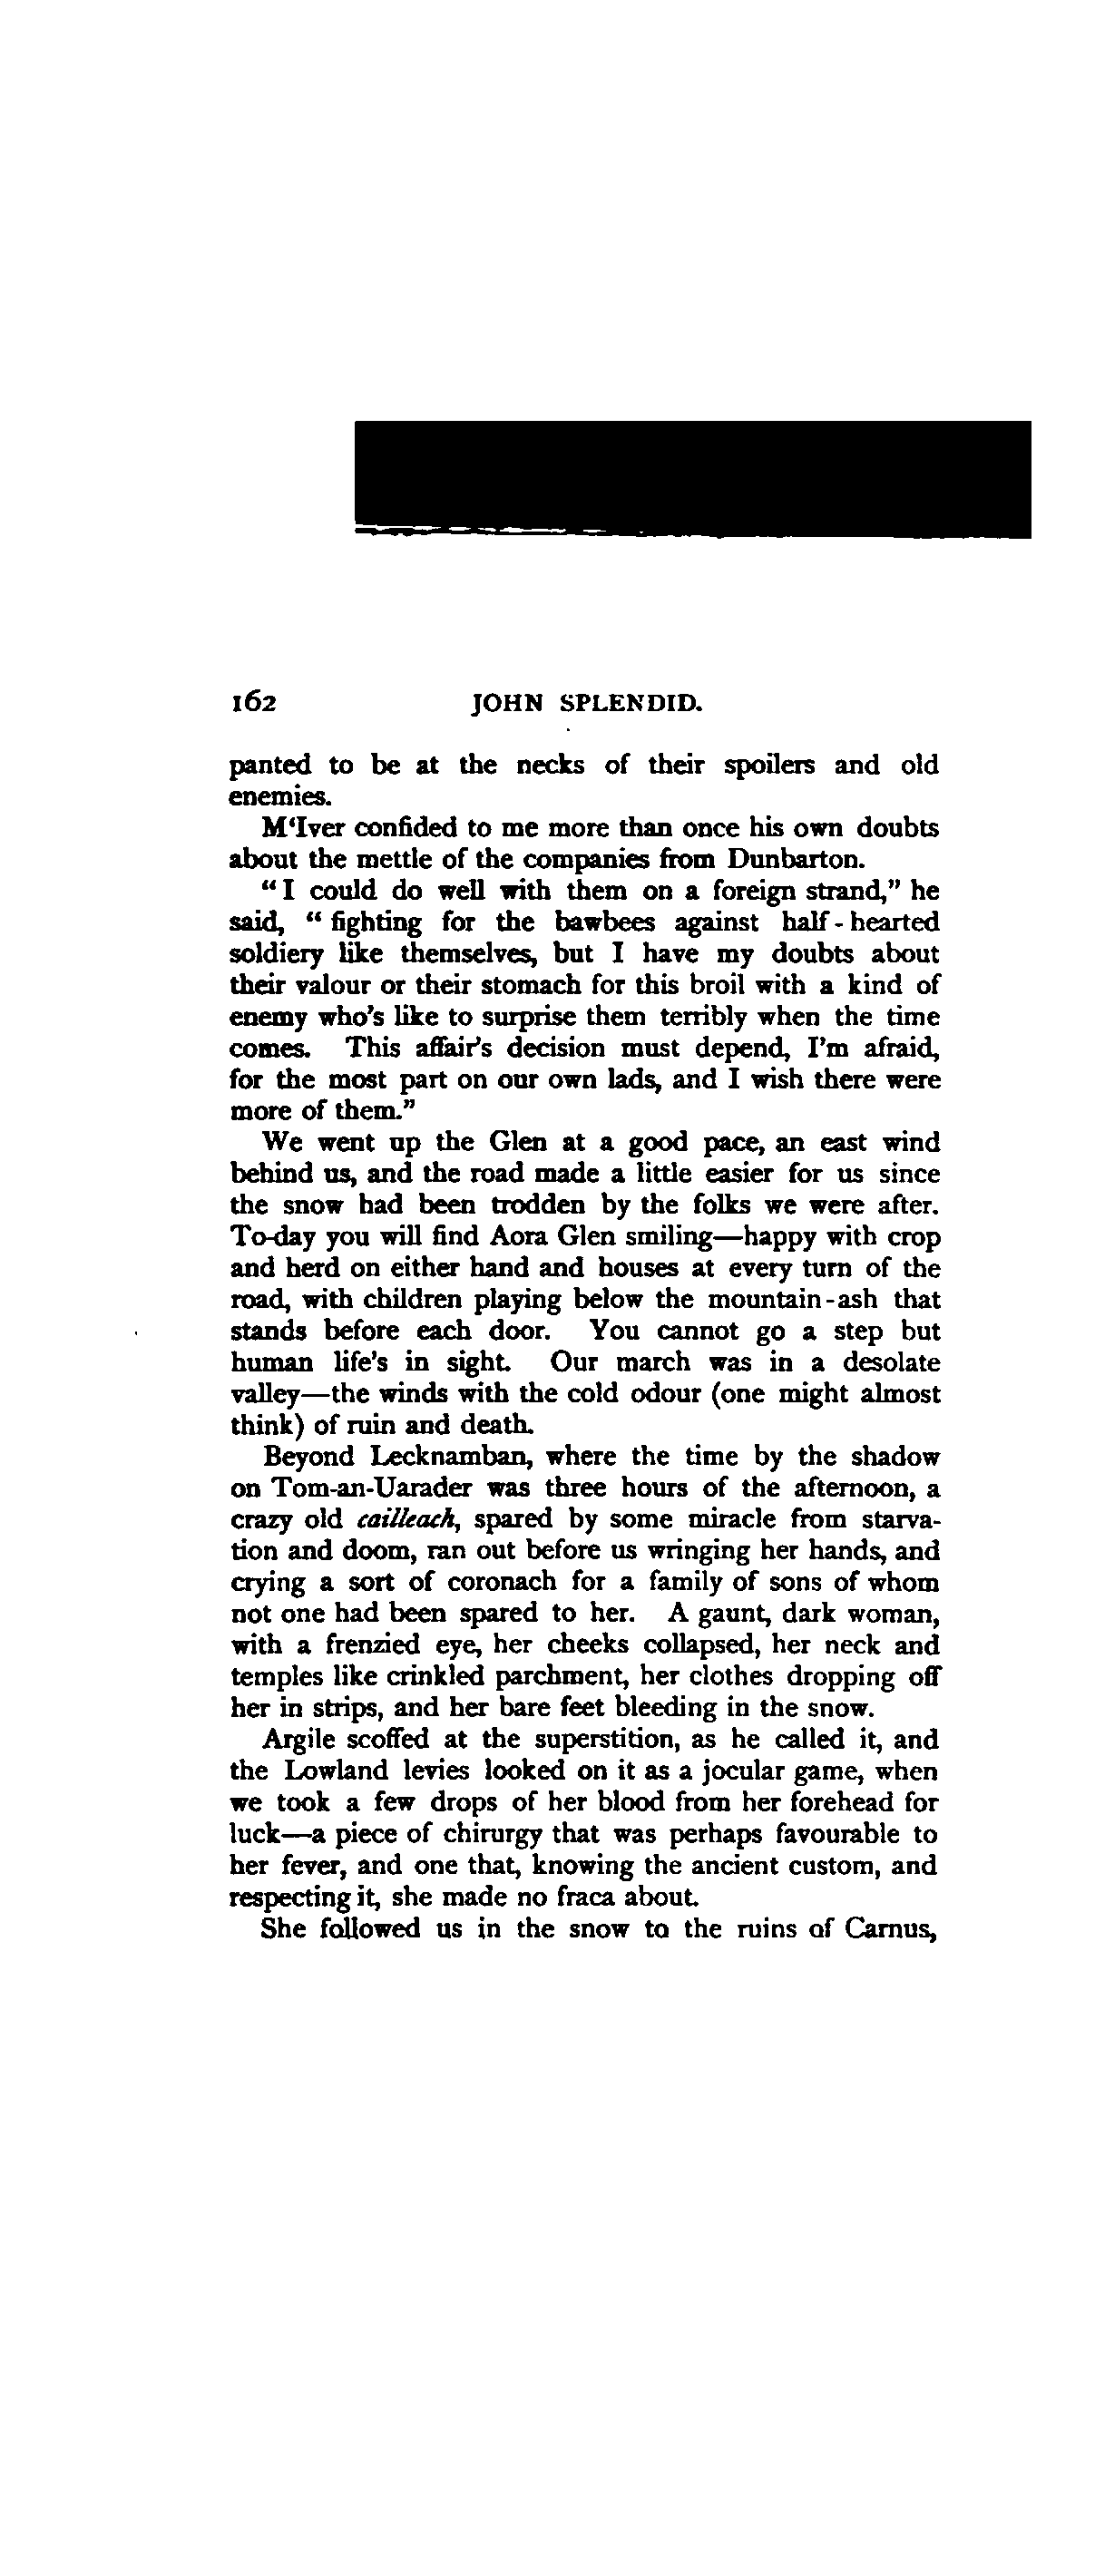 162 JOHN SPLENDID.
panted to be at the necks of their spoilers and old
enemies.
M‘Iver confided to me more than once his own doubts
about the mettle of the companies from Dunbarton.
“I could do well with them on a foreign strand,” he
said, “fighting for the bawbees against half-hearted
soldiery like themselves, but I have my doubts about
their valour or their stomach for this broil with a kind of
enemy who’s like to surprise them terribly when the time
comes. This affair’s decision must depend, I’m afraid,
for the most part on our own lads, and I wish there were
more of them.”
We went up the Glen at a good pace, an east wind
behind us, and the road made a little easier for us since
the snow had been trodden by the folks we were after.
To-day you will find Aora Glen smiling—happy with crop
and herd on either hand and houses at every turn of the
road, with children playing below the mountain-ash that
stands before each door. You cannot go a step but
human life’s in sight. Our march was in a desolate
valley—the winds with the cold odour (one might almost
think) of ruin and death.
Beyond Lecknamban, where the time by the shadow
on Tom-an-Uarader was three hours of the afternoon, a
crazy old cailleach, spared by some miracle from starva-
tion and doom, ran out before us wringing her hands, and
crying a sort of coronach for a family of sons of whom
not one had been spared to her. A gaunt, dark woman,
with a frenzied eye, her cheeks collapsed, her neck and
temples like crinkled parchment, her clothes dropping off
her in strips, and her bare feet bleeding in the snow.
Argile scoffed at the superstition, as he called it, and
the Lowland levies looked on it as a jocular game, when
we took a few drops of her blood from her forehead for
luck—a piece of chirurgy that was perhaps favourable to
her fever, and one that, knowing the ancient custom, and
respecting it, she made no fraca about.
She followed us in the snow to the ruins of Carnus,